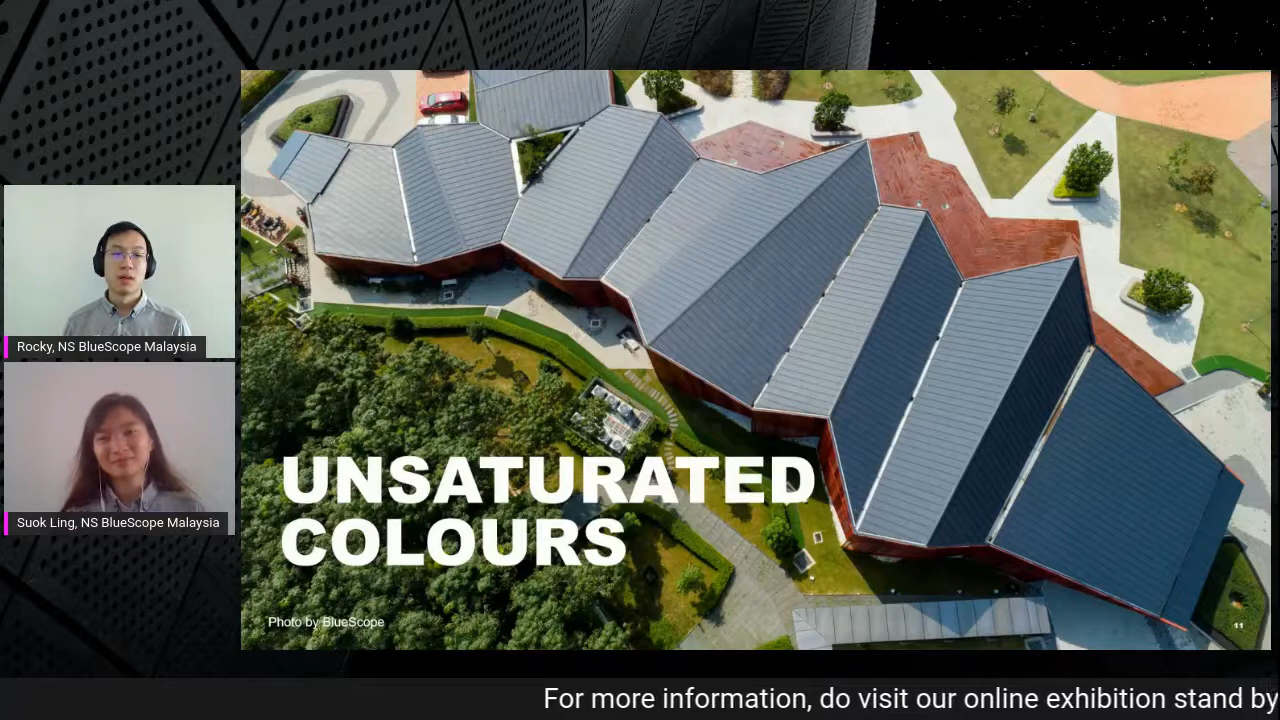 Rocky, NS BlueScope Malaysia
Suok Ling, NS BlueScope Malaysia
UNSATURATED
COLOURS
Photo by BlueScope
11
For more information, do visit our online exhibition stand by